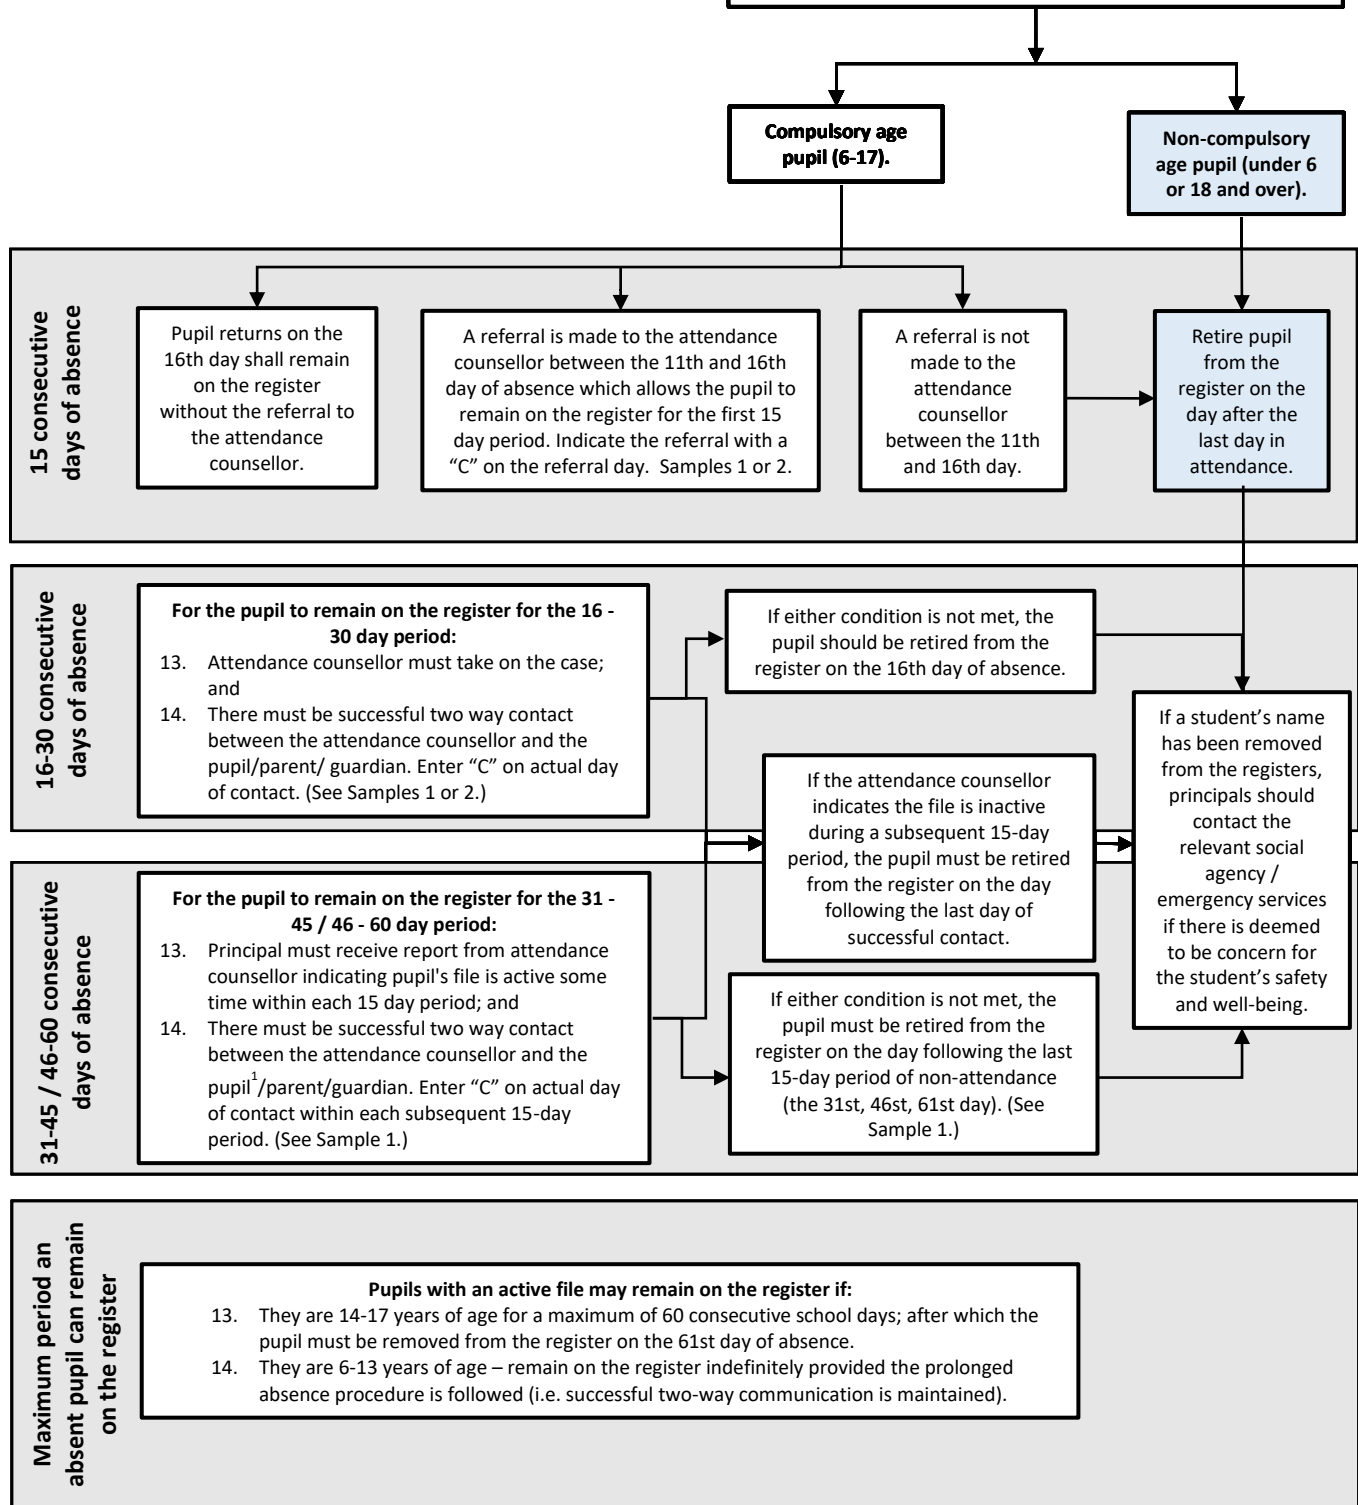 Compulsory age
pupil (6-17).
Non-compulsory
age pupil (under 6
or 18 and over).
15 consecutive
days of absence
Pupil returns on the
16th day shall remain
on the register
without the referral to
the attendance
counsellor.
A referral is made to the attendance
counsellor between the 11th and 16th
day of absence which allows the pupil to
remain on the register for the first 15
day period. Indicate the referral with a
“C” on the referral day.  Samples 1 or 2.
A referral is not
made to the
attendance
counsellor
between the 11th
and 16th day.
Retire pupil
from the
register on the
day after the
last day in
attendance.
16-30 consecutive
days of absence
For the pupil to remain on the register for the 16 -
30 day period:
13. Attendance counsellor must take on the case;
and
14. There must be successful two way contact
between the attendance counsellor and the
pupil/parent/ guardian. Enter “C” on actual day
of contact. (See Samples 1 or 2.)
If either condition is not met, the
pupil should be retired from the
register on the 16th day of absence.
If the attendance counsellor
indicates the file is inactive
during a subsequent 15-day
period, the pupil must be retired
from the register on the day
following the last day of
successful contact.
If a student’s name
has been removed
from the registers,
principals should
contact the
relevant social
agency /
emergency services
if there is deemed
to be concern for
the student’s safety
and well-being.
31-45 / 46-60 consecutive
days of absence
For the pupil to remain on the register for the 31 -
45 / 46 - 60 day period:
13. Principal must receive report from attendance
counsellor indicating pupil's file is active some
time within each 15 day period; and
14. There must be successful two way contact
between the attendance counsellor and the
pupil¹/parent/guardian. Enter “C” on actual day
of contact within each subsequent 15-day
period. (See Sample 1.)
If either condition is not met, the
pupil must be retired from the
register on the day following the last
15-day period of non-attendance
(the 31st, 46st, 61st day). (See
Sample 1.)
Maximum period an
absent pupil can remain
on the register
Pupils with an active file may remain on the register if:
13. They are 14-17 years of age for a maximum of 60 consecutive school days; after which the
pupil must be removed from the register on the 61st day of absence.
14. They are 6-13 years of age – remain on the register indefinitely provided the prolonged
absence procedure is followed (i.e. successful two-way communication is maintained).